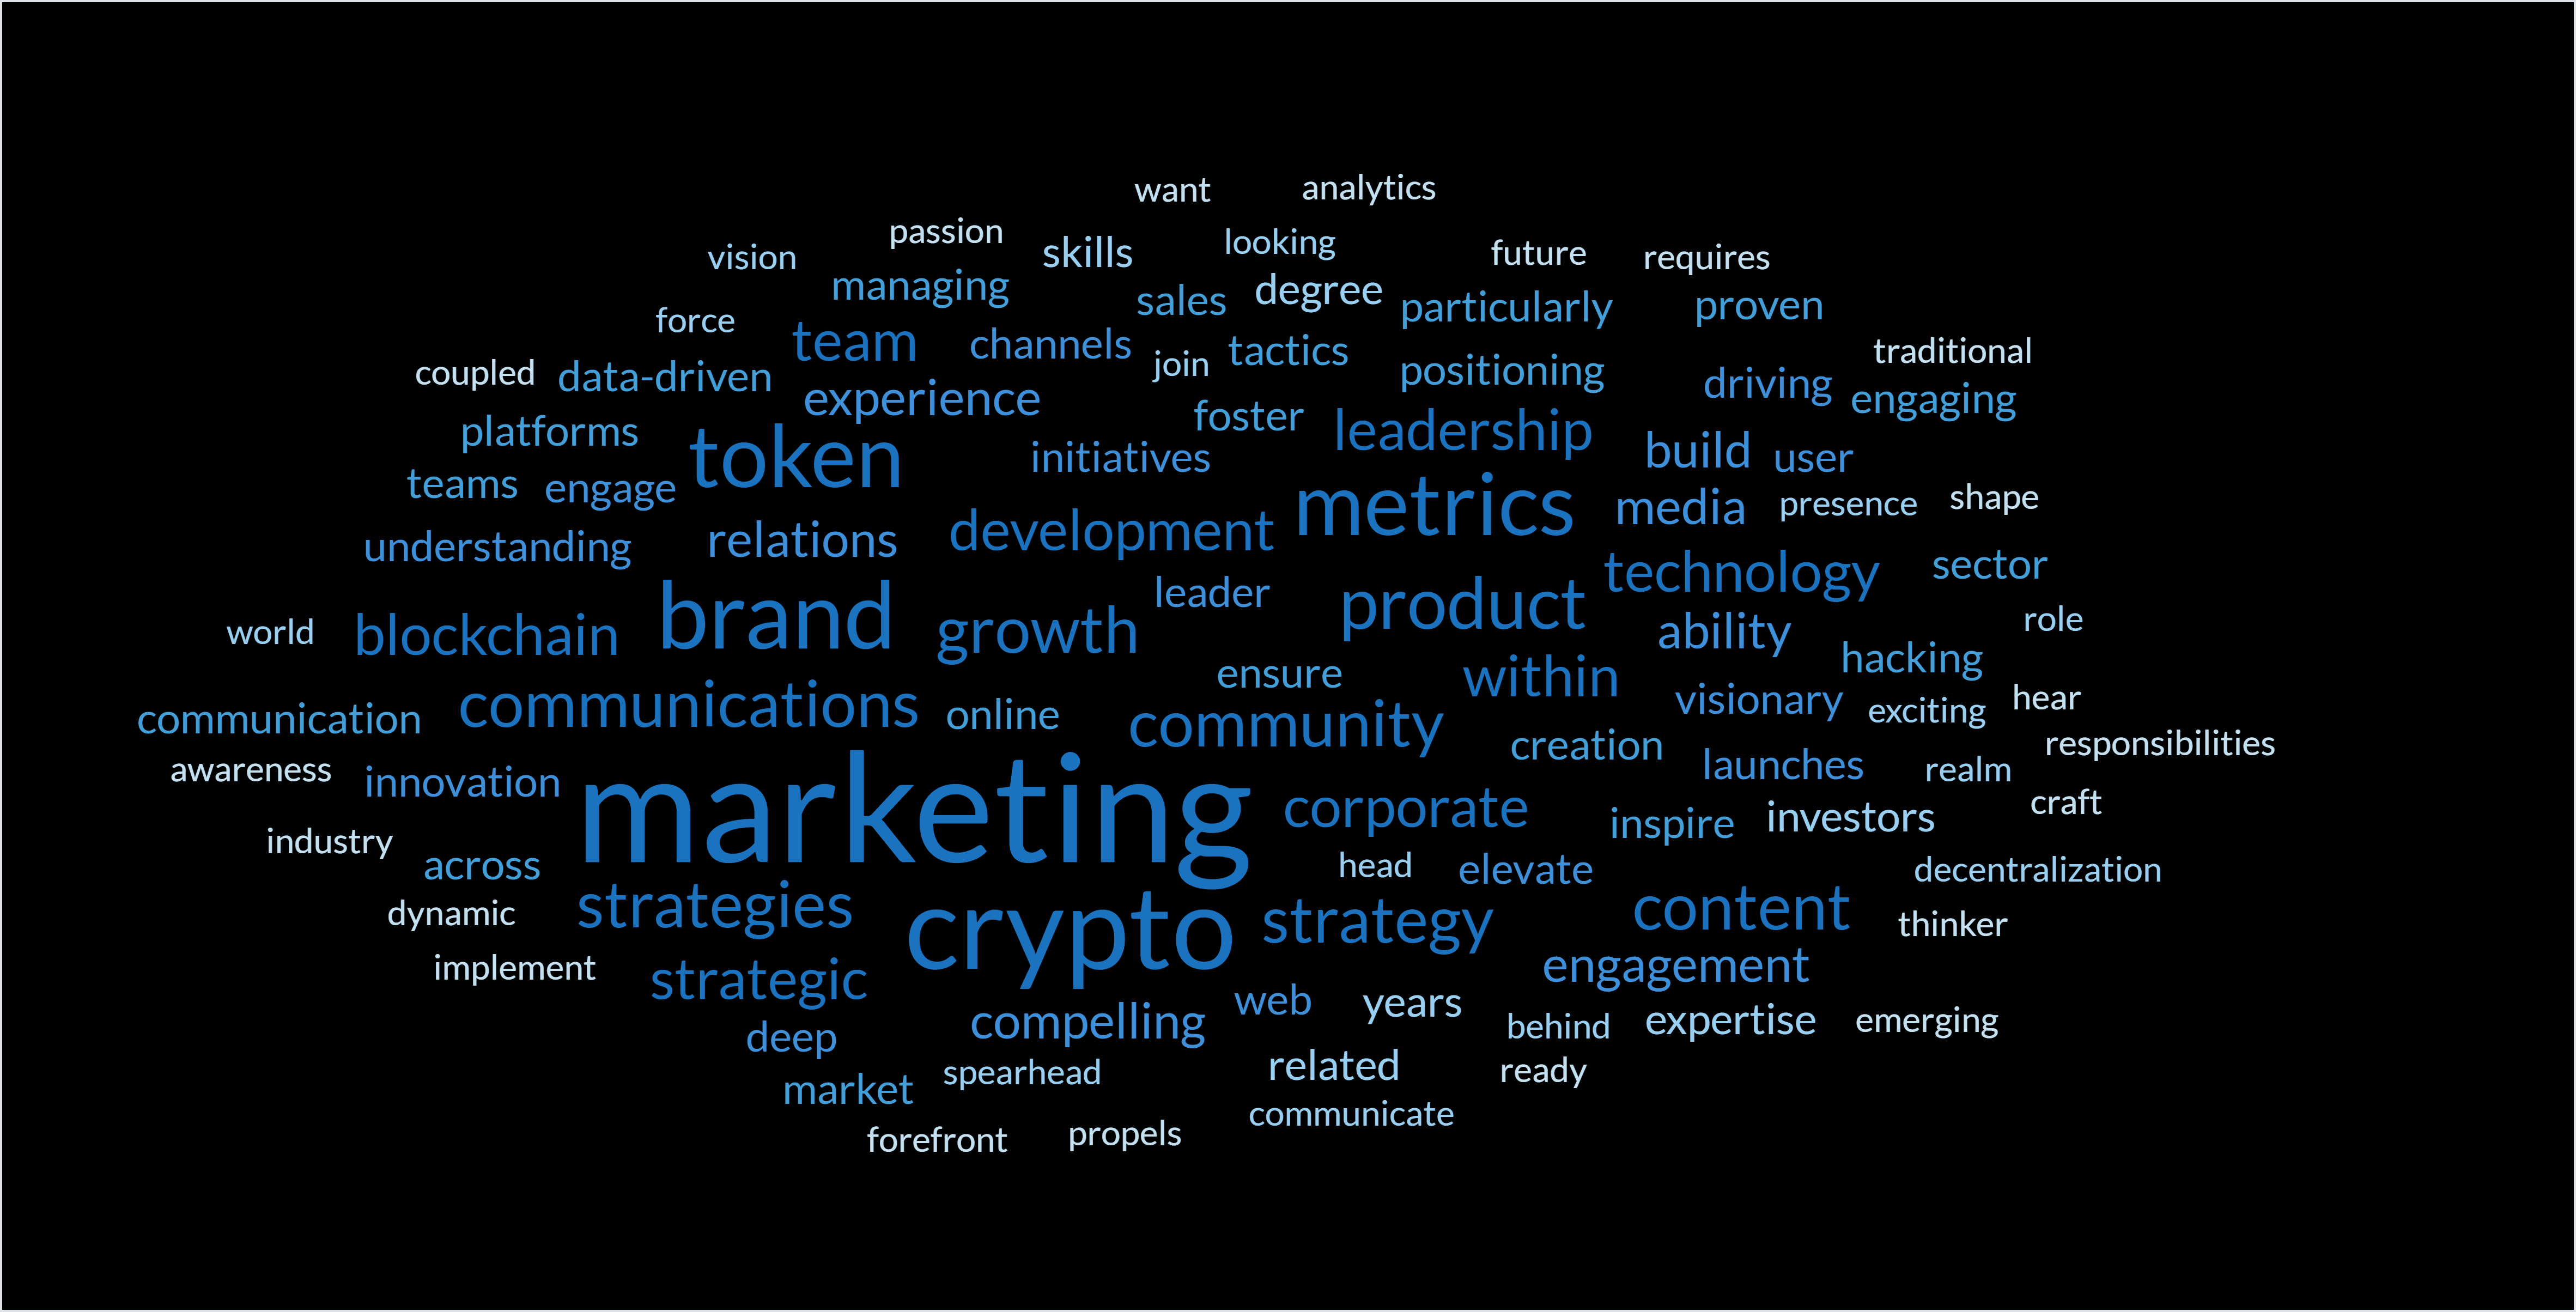 want analytics
passion skills looking future requires
vision managing sales degree particularly proven
force team channels join tactics traditional
coupled data-driven experience positioning driving engaging
platforms token initiatives foster leadership build user
teams engage metrics media presence shape
understanding relations development technology sector
world blockchain brand growth leader product ability role
communication communications online ensure community within visionary hacking exciting hear
awareness innovation marketing creation launches realm responsibilities
industry corporate inspire investors craft
across head elevate decentralization
dynamic strategies crypto strategy content thinker
implement strategic engagement
deep compelling web years behind expertise emerging
market spearhead related ready
forefront propels communicate